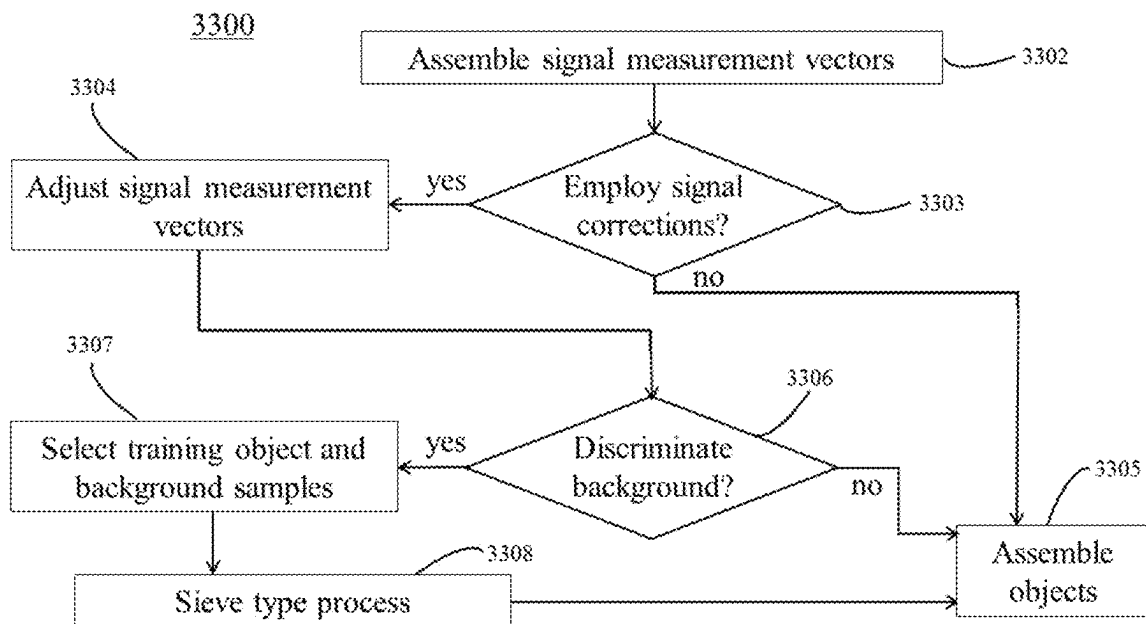 3300
Assemble signal measurement vectors
3302
3304
Adjust signal measurement
vectors
yes
Employ signal
corrections?
3303
no
3307
3306
Select training object and
background samples
yes
Discriminate
background?
no
3305
Assemble
objects
3308
Sieve type process